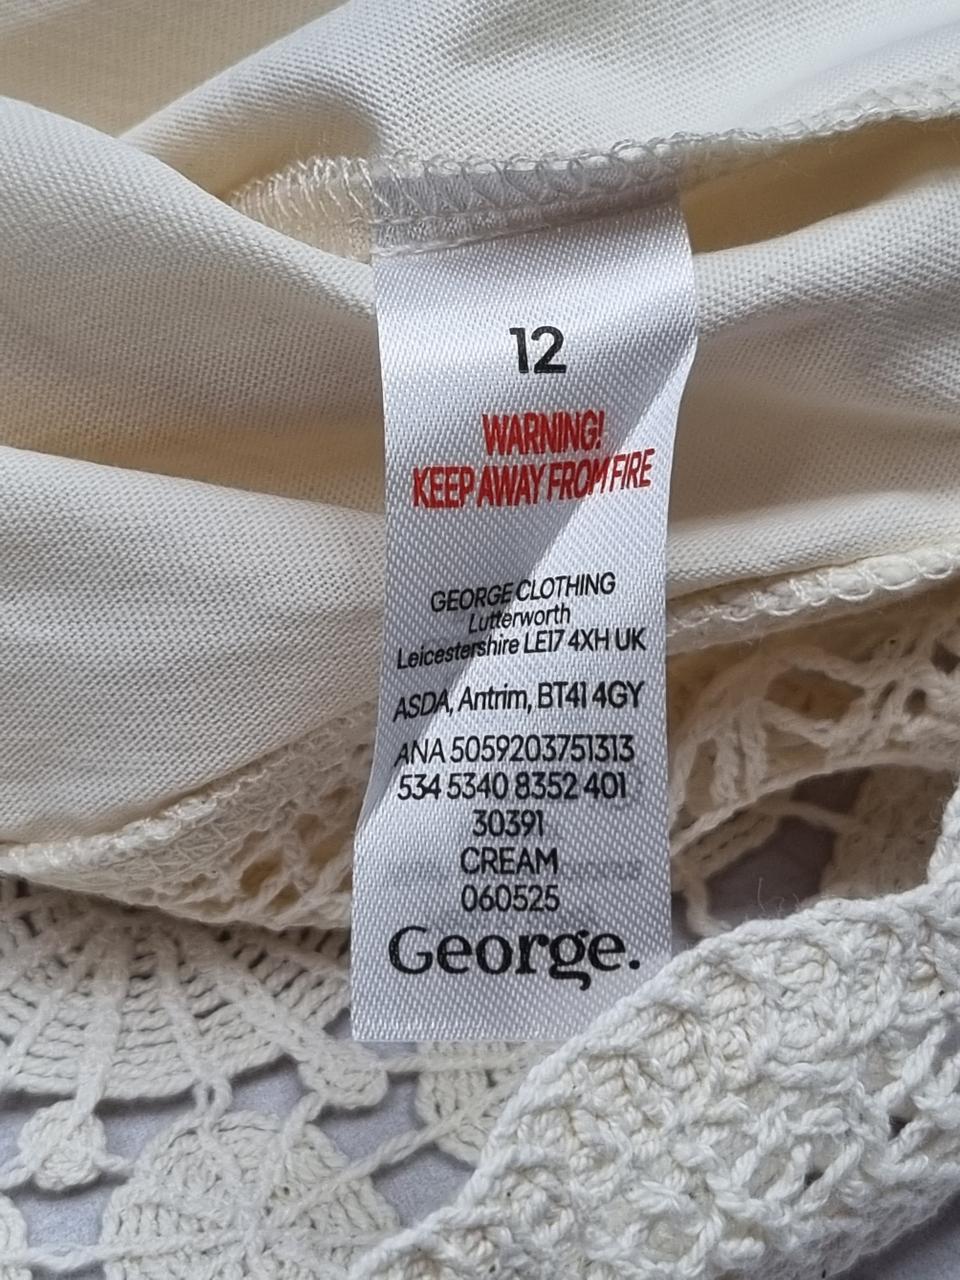 12
WARNING!
KEEP AWAY FROM FIRE
GEORGE CLOTHING
Lutterworth
Leicestershire LE17 4XH UK
ASDA, Antrim, BT41 4GY
ANA 5059203751313
534 5340 8352 401
30391
CREAM
060525
George.